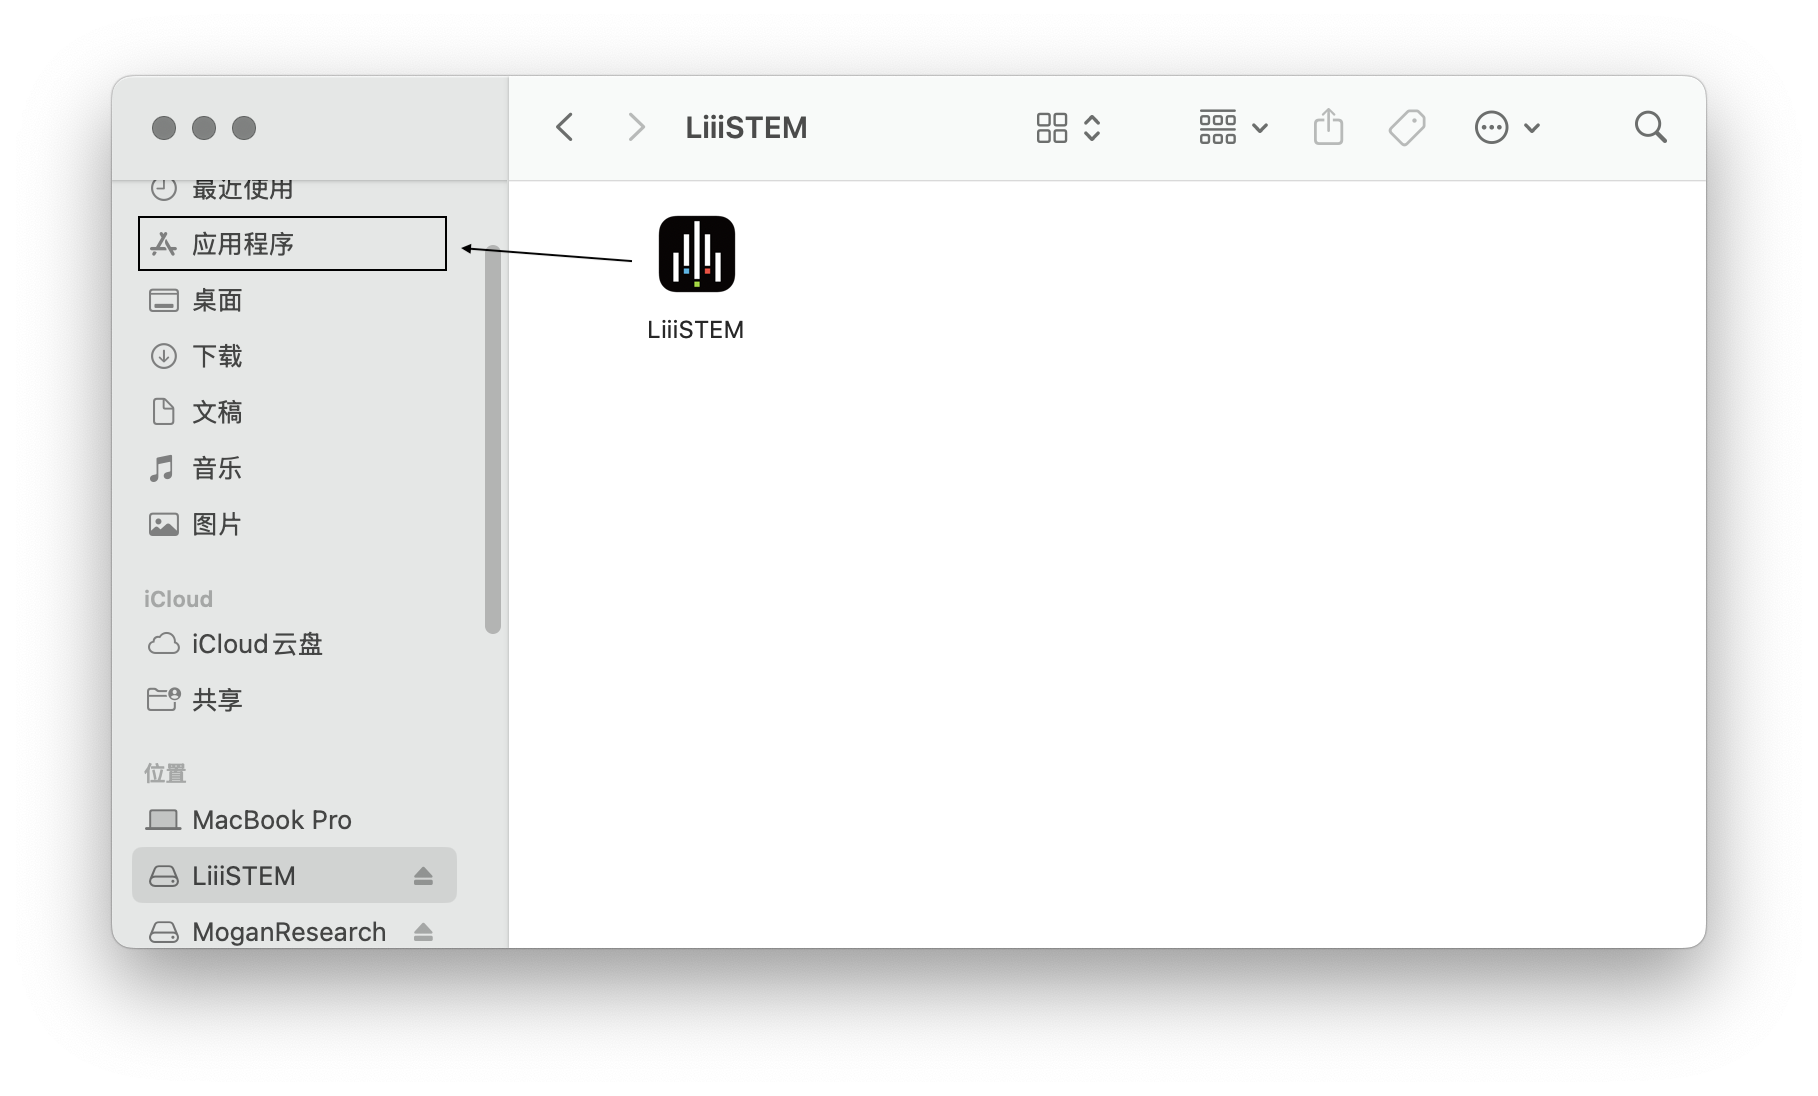 LiiiSTEM
最近使用
应用程序
桌面
下载
文稿
音乐
图片
iCloud
iCloud云盘
共享
位置
MacBook Pro
LiiiSTEM
MoganResearch
LiiiSTEM